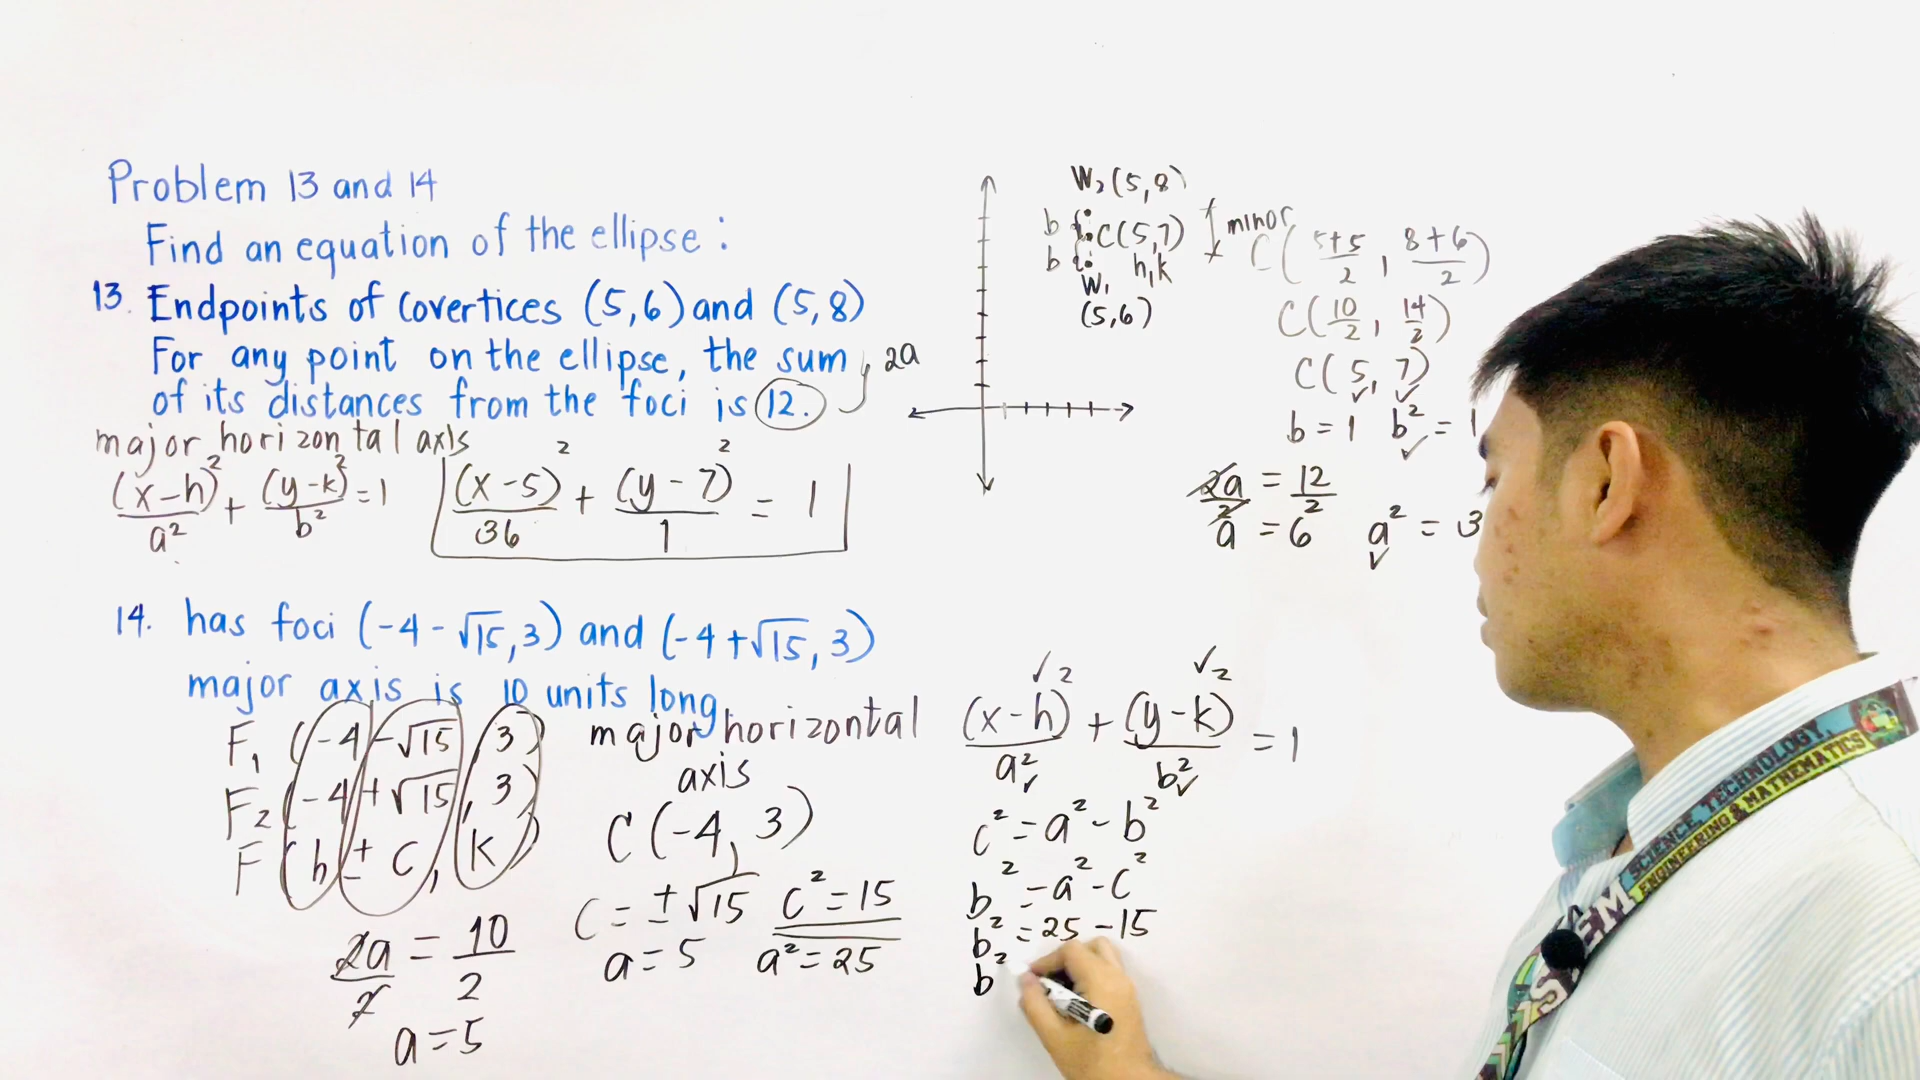 Problem 13 and 14
Find an equation of the ellipse:
13. Endpoints of covertices (5,6) and (5,8)
For any point on the ellipse, the sum
of its distances from the foci is 12.
2a
major horizontal axis
(x-h)²/a² + (y-k)²/b² = 1
(x-5)²/36 + (y-7)²/1 = 1
W₂(5,8)
b C(5,7)
b h,k
W₁
(5,6)
minor
C(5+5/2, 8+6/2)
C(10/2, 14/2)
C(5, 7)
b = 1 b² = 1
2a/2 = 12/2
a = 6 a² = 3
14. has foci (-4-√15,3) and (-4+√15,3)
major axis is 10 units long
F₁ (-4-√15, 3)
F₂ (-4+√15, 3)
F (h ± c, k)
2a/2 = 10/2
a=5
major horizontal
axis
C(-4, 3)
C = ±√15 c²=15
a=5 a²=25
(x-h)²/a² + (y-k)²/b² = 1
c² = a² - b²
b² = a² - c²
b² = 25 - 15
b²
SCIENCE, TECHNOLOGY,
ENGINEERING & MATHEMATICS